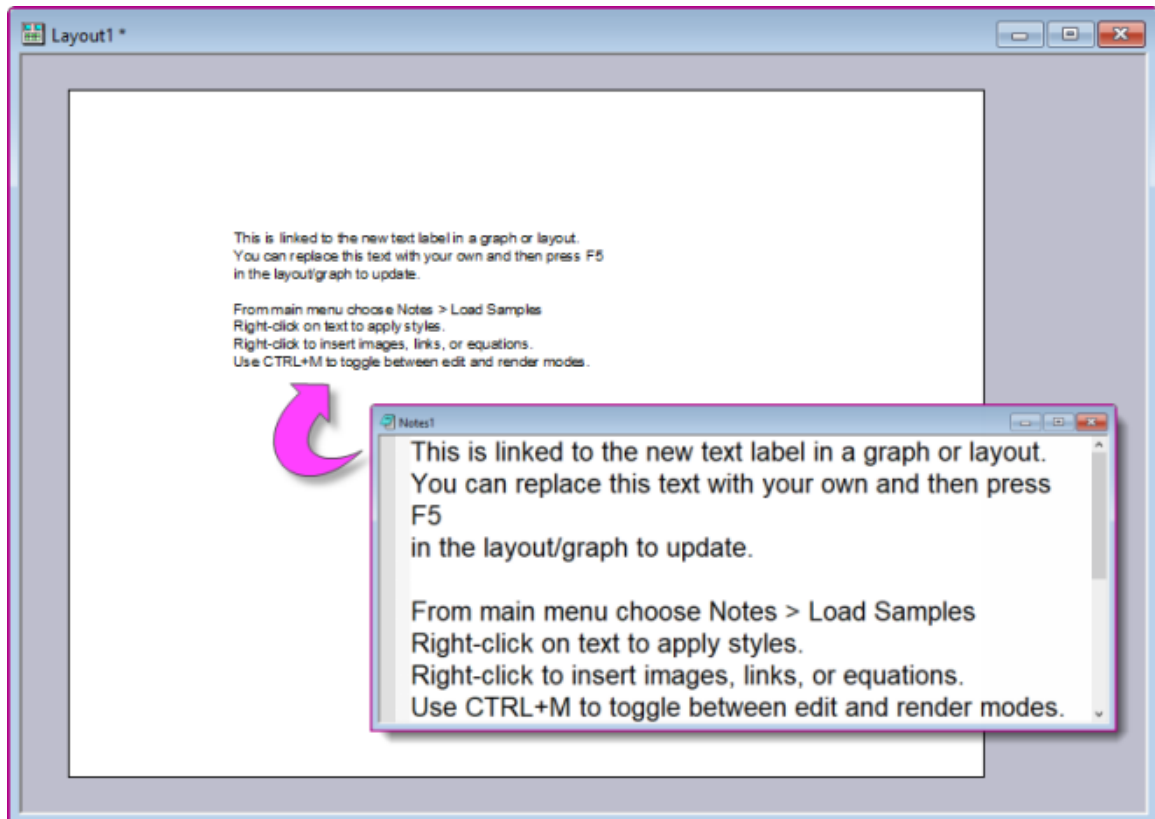 Layout1 *
This is linked to the new text label in a graph or layout.
You can replace this text with your own and then press F5
in the layout/graph to update.
From main menu choose Notes > Load Samples
Right-click on text to apply styles.
Right-click to insert images, links, or equations.
Use CTRL+M to toggle between edit and render modes.
Notes1
This is linked to the new text label in a graph or layout.
You can replace this text with your own and then press
F5
in the layout/graph to update.
From main menu choose Notes > Load Samples
Right-click on text to apply styles.
Right-click to insert images, links, or equations.
Use CTRL+M to toggle between edit and render modes.